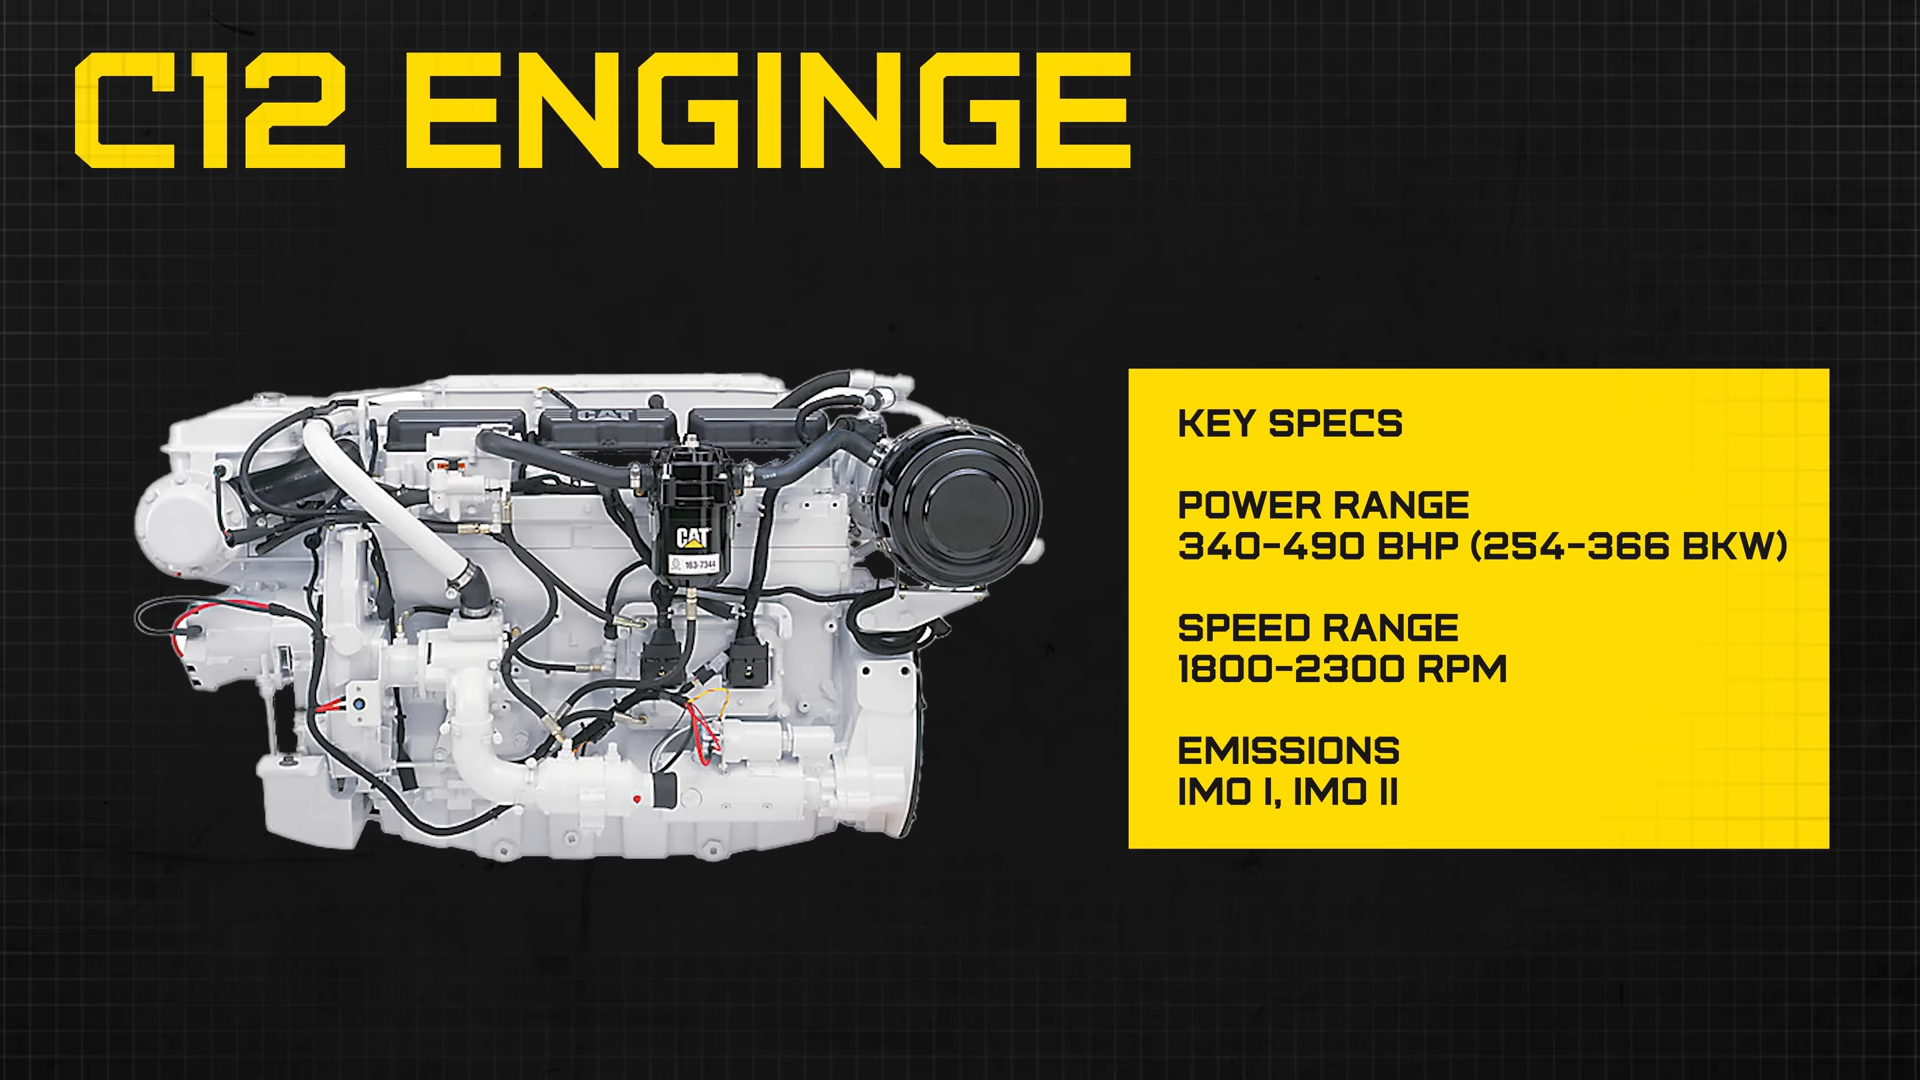 C12 ENGINGE
CAT
CAT
163-7344
KEY SPECS
POWER RANGE
340-490 BHP (254-366 BKW)
SPEED RANGE
1800-2300 RPM
EMISSIONS
IMO I, IMO II